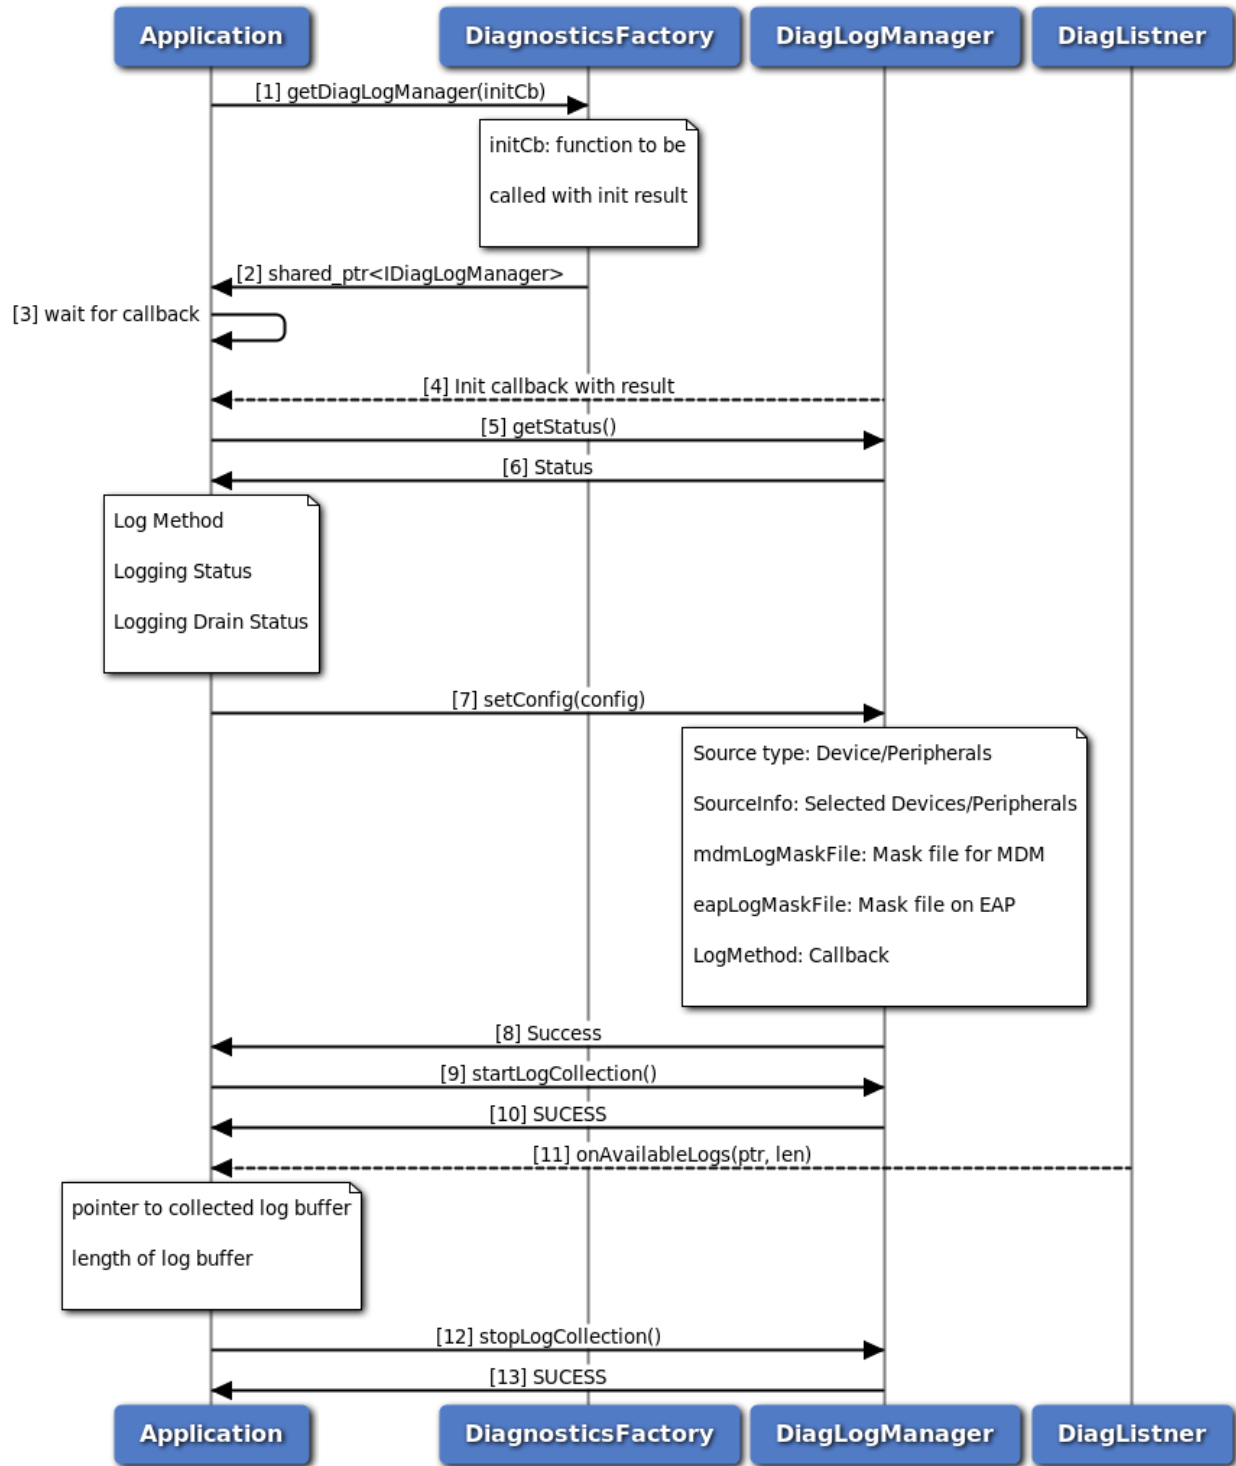 Application
DiagnosticsFactory
DiagLogManager
DiagListner
[1] getDiagLogManager(initCb)
initCb: function to be
called with init result
[2] shared_ptr<IDiagLogManager>
[3] wait for callback
[4] Init callback with result
[5] getStatus()
[6] Status
Log Method
Logging Status
Logging Drain Status
[7] setConfig(config)
Source type: Device/Peripherals
SourceInfo: Selected Devices/Peripherals
mdmLogMaskFile: Mask file for MDM
eapLogMaskFile: Mask file on EAP
LogMethod: Callback
[8] Success
[9] startLogCollection()
[10] SUCESS
[11] onAvailableLogs(ptr, len)
pointer to collected log buffer
length of log buffer
[12] stopLogCollection()
[13] SUCESS
Application
DiagnosticsFactory
DiagLogManager
DiagListner